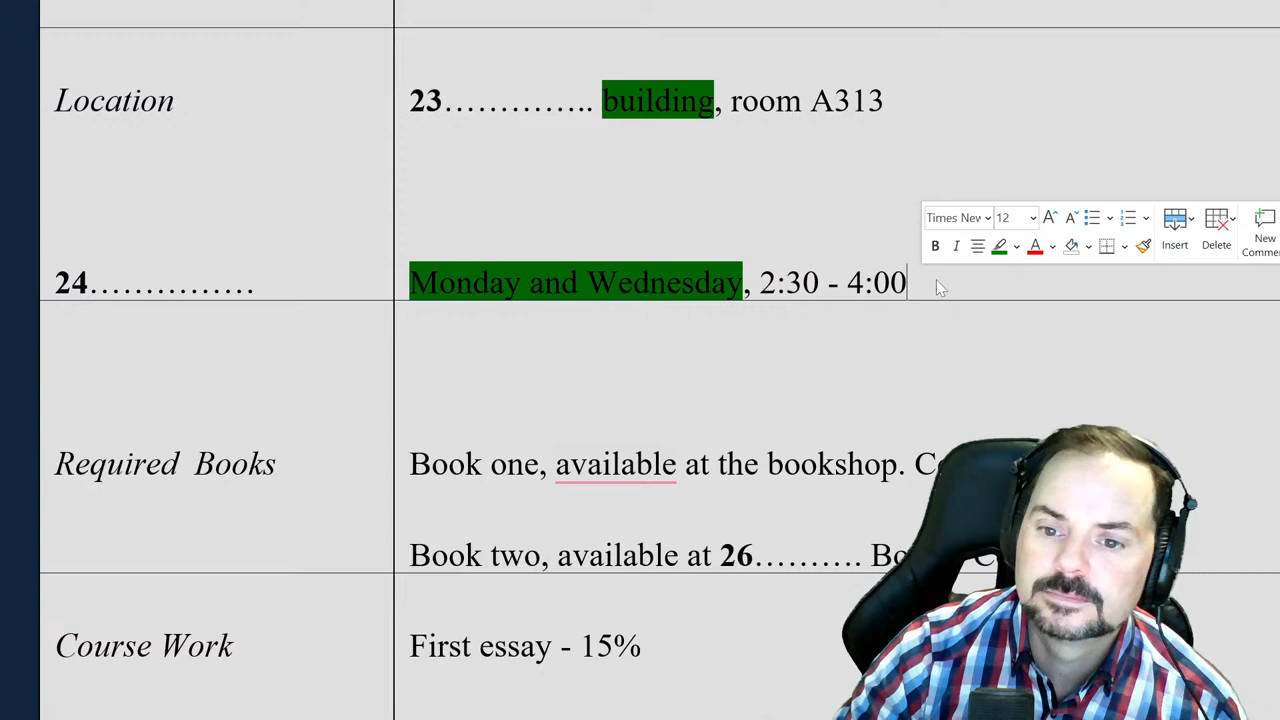 Location
23………….. building, room A313
Times New
12
Insert
Delete
New
24……………
Monday and Wednesday, 2:30 - 4:00
Required Books
Book one, available at the bookshop.
Book two, available at 26……….
Course Work
First essay - 15%